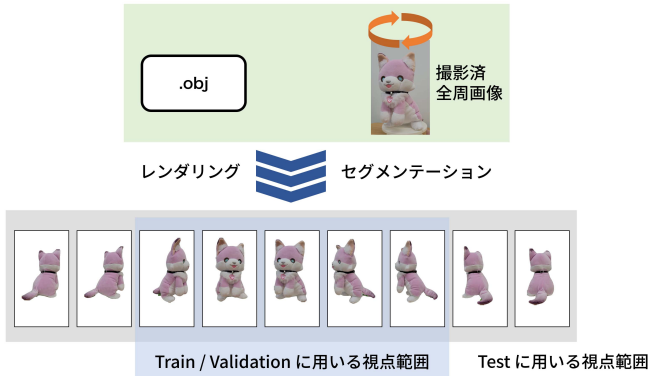 .obj
撮影済
全周画像
レンダリング
セグメンテーション
Train / Validation に用いる視点範囲
Test に用いる視点範囲